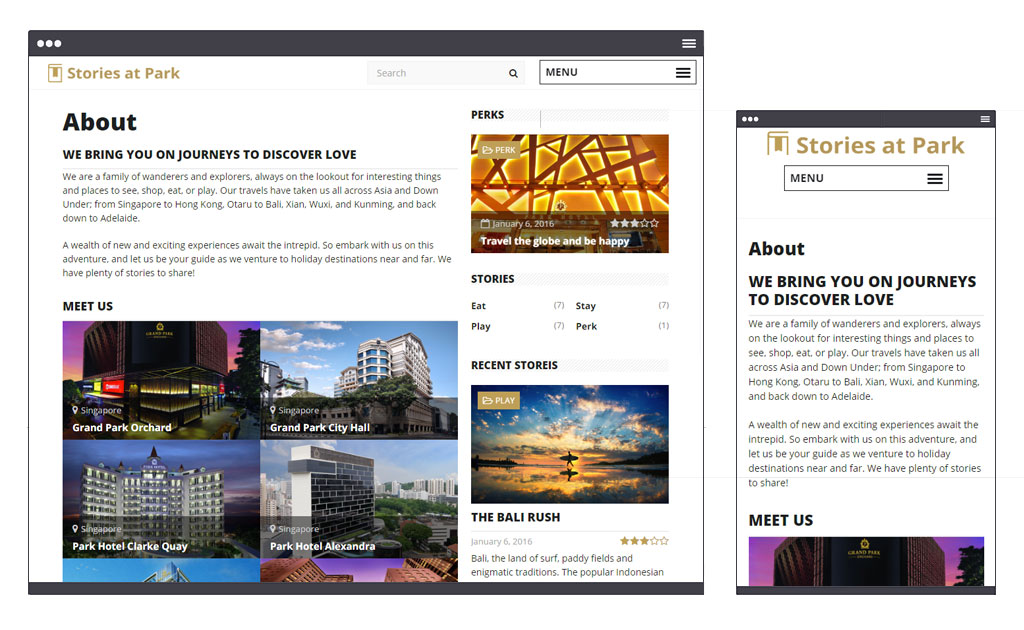 Stories at Park
Search
MENU
About
WE BRING YOU ON JOURNEYS TO DISCOVER LOVE
We are a family of wanderers and explorers, always on the lookout for interesting things
and places to see, shop, eat, or play. Our travels have taken us all across Asia and Down
Under; from Singapore to Hong Kong, Otaru to Bali, Xian, Wuxi, and Kunming, and back
down to Adelaide.
A wealth of new and exciting experiences await the intrepid. So embark with us on this
adventure, and let us be your guide as we venture to holiday destinations near and far. We
have plenty of stories to share!
MEET US
GRAND PARK
Singapore
Grand Park Orchard
Singapore
Grand Park City Hall
PARK HOTEL
Singapore
Park Hotel Clarke Quay
Singapore
Park Hotel Alexandra
PERKS
PERK
January 6, 2016
Travel the globe and be happy
STORIES
Eat (7) Stay (7)
Play (7) Perk (1)
RECENT STOREIS
PLAY
THE BALI RUSH
January 6, 2016
Bali, the land of surf, paddy fields and
enigmatic traditions. The popular Indonesian
Stories at Park
MENU
About
WE BRING YOU ON JOURNEYS
TO DISCOVER LOVE
We are a family of wanderers and explorers, always
on the lookout for interesting things and places to
see, shop, eat, or play. Our travels have taken us all
across Asia and Down Under; from Singapore to
Hong Kong, Otaru to Bali, Xian, Wuxi, and Kunming,
and back down to Adelaide.
A wealth of new and exciting experiences await the
intrepid. So embark with us on this adventure, and
let us be your guide as we venture to holiday
destinations near and far. We have plenty of stories
to share!
MEET US
GRAND PARK